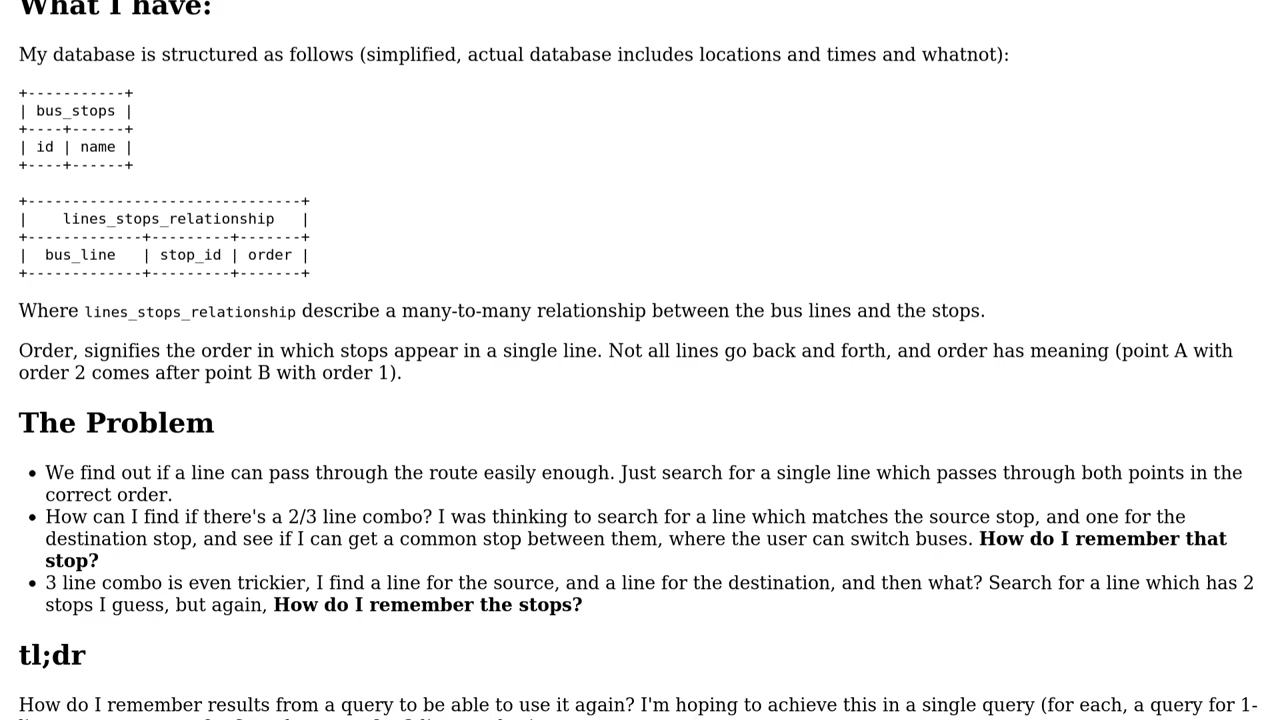 What I have:
My database is structured as follows (simplified, actual database includes locations and times and whatnot):
+-----------+
| bus_stops |
+----+------+
| id | name |
+----+------+
+-------------------------------+
|    lines_stops_relationship   |
+-------------+---------+-------+
|  bus_line   | stop_id | order |
+-------------+---------+-------+
Where lines_stops_relationship describe a many-to-many relationship between the bus lines and the stops.
Order, signifies the order in which stops appear in a single line. Not all lines go back and forth, and order has meaning (point A with
order 2 comes after point B with order 1).
The Problem
• We find out if a line can pass through the route easily enough. Just search for a single line which passes through both points in the
correct order.
• How can I find if there's a 2/3 line combo? I was thinking to search for a line which matches the source stop, and one for the
destination stop, and see if I can get a common stop between them, where the user can switch buses. How do I remember that
stop?
• 3 line combo is even trickier, I find a line for the source, and a line for the destination, and then what? Search for a line which has 2
stops I guess, but again, How do I remember the stops?
tl;dr
How do I remember results from a query to be able to use it again? I'm hoping to achieve this in a single query (for each, a query for 1-